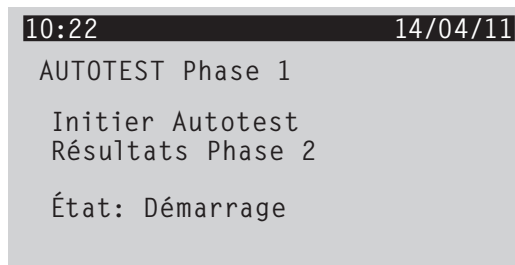 10:22 14/04/11
AUTOTEST Phase 1
Initier Autotest
Résultats Phase 2
État: Démarrage